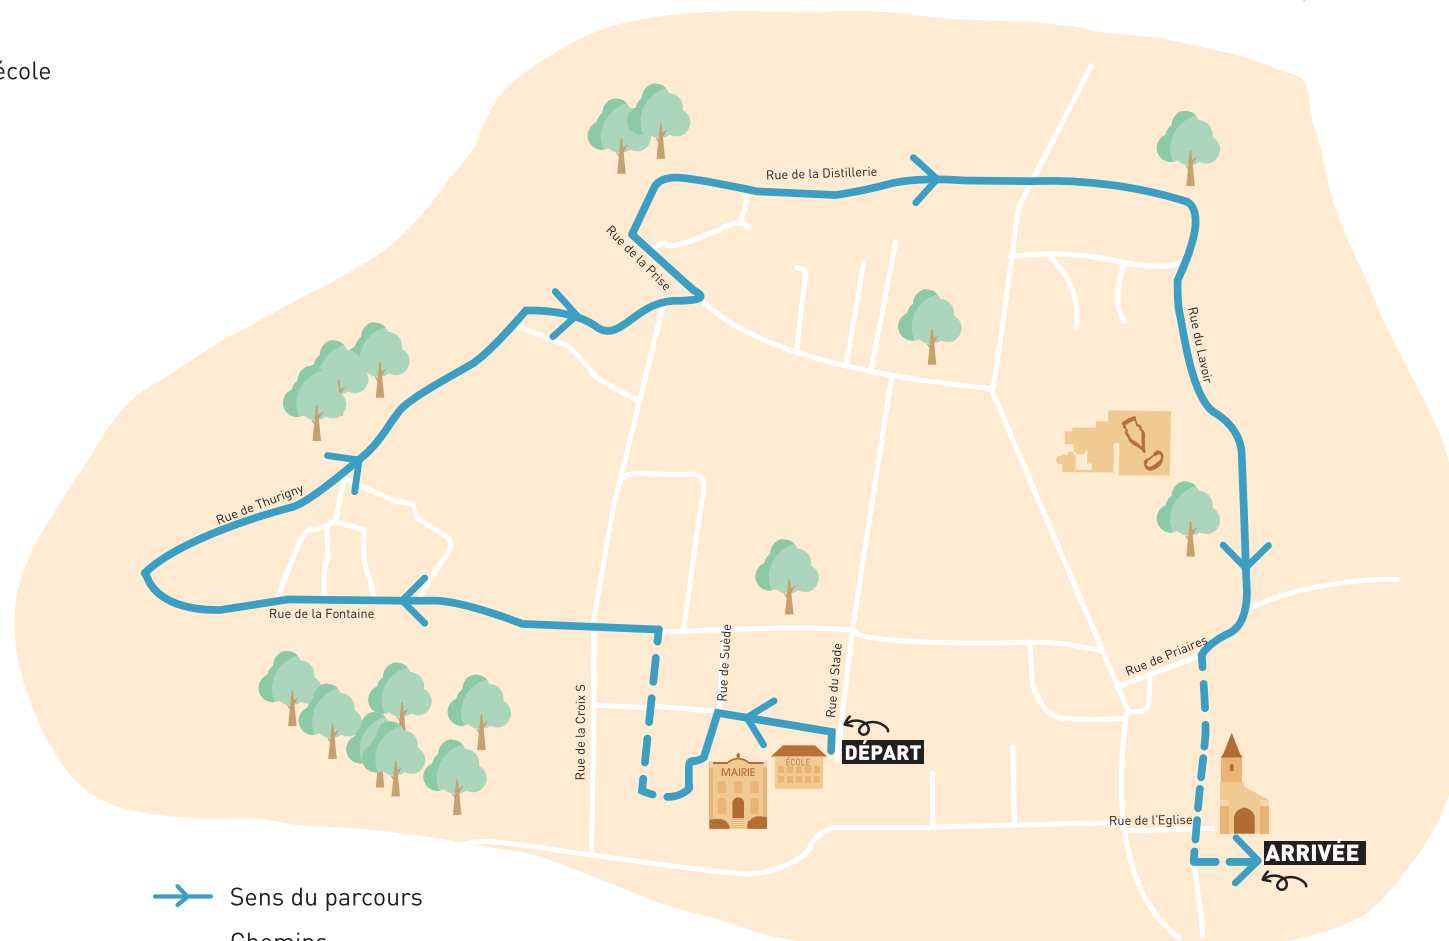 école
Rue de la Distillerie
Rue de la Prise
Rue du Lavoir
Rue de Thurigny
Rue de la Fontaine
Rue de Suède
Rue du Stade
Rue de Priaires
Rue de la Croix S
DÉPART
ÉCOLE
MAIRIE
Rue de l'Eglise
ARRIVÉE
Sens du parcours
Chemins